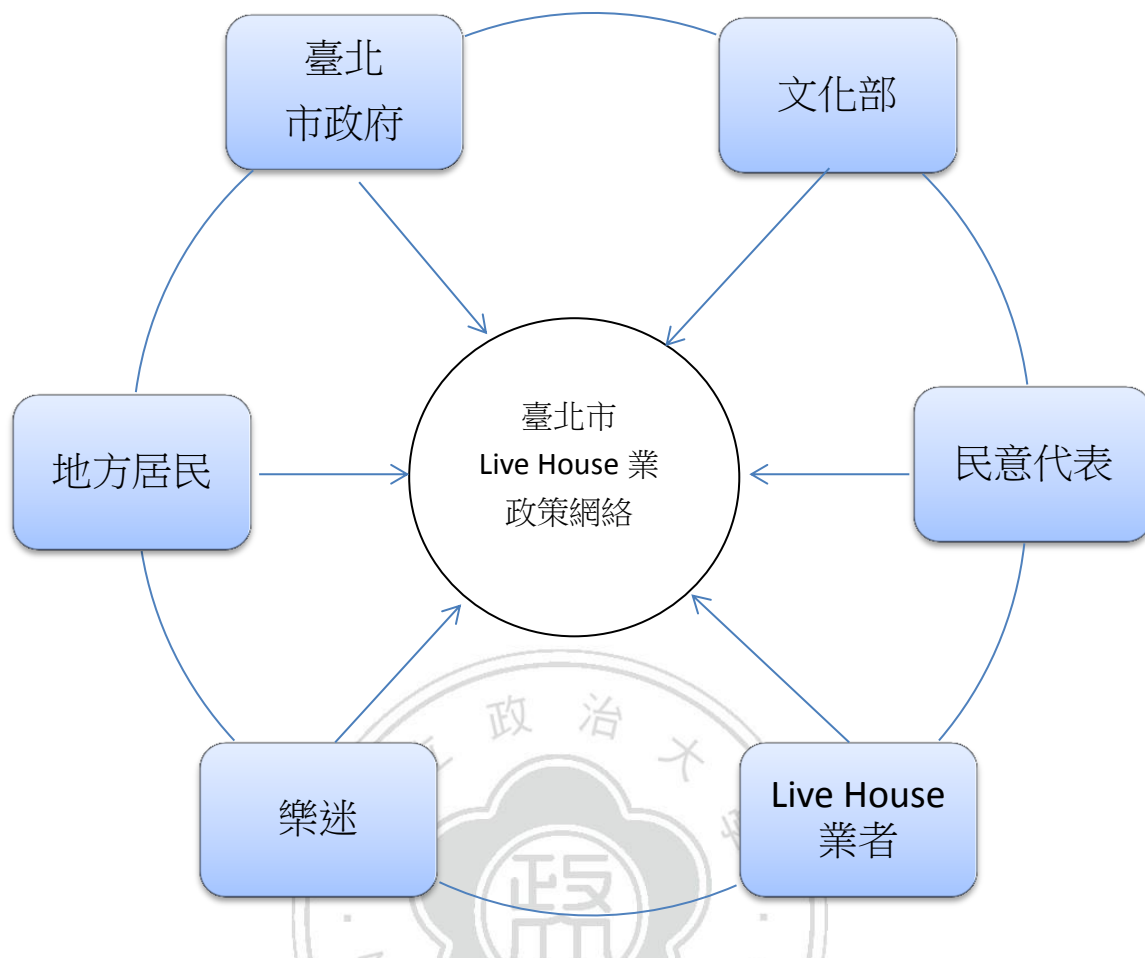 臺北
市政府
文化部
地方居民
臺北市
Live House 業
政策網絡
民意代表
樂迷
Live House
業者
政治大
政